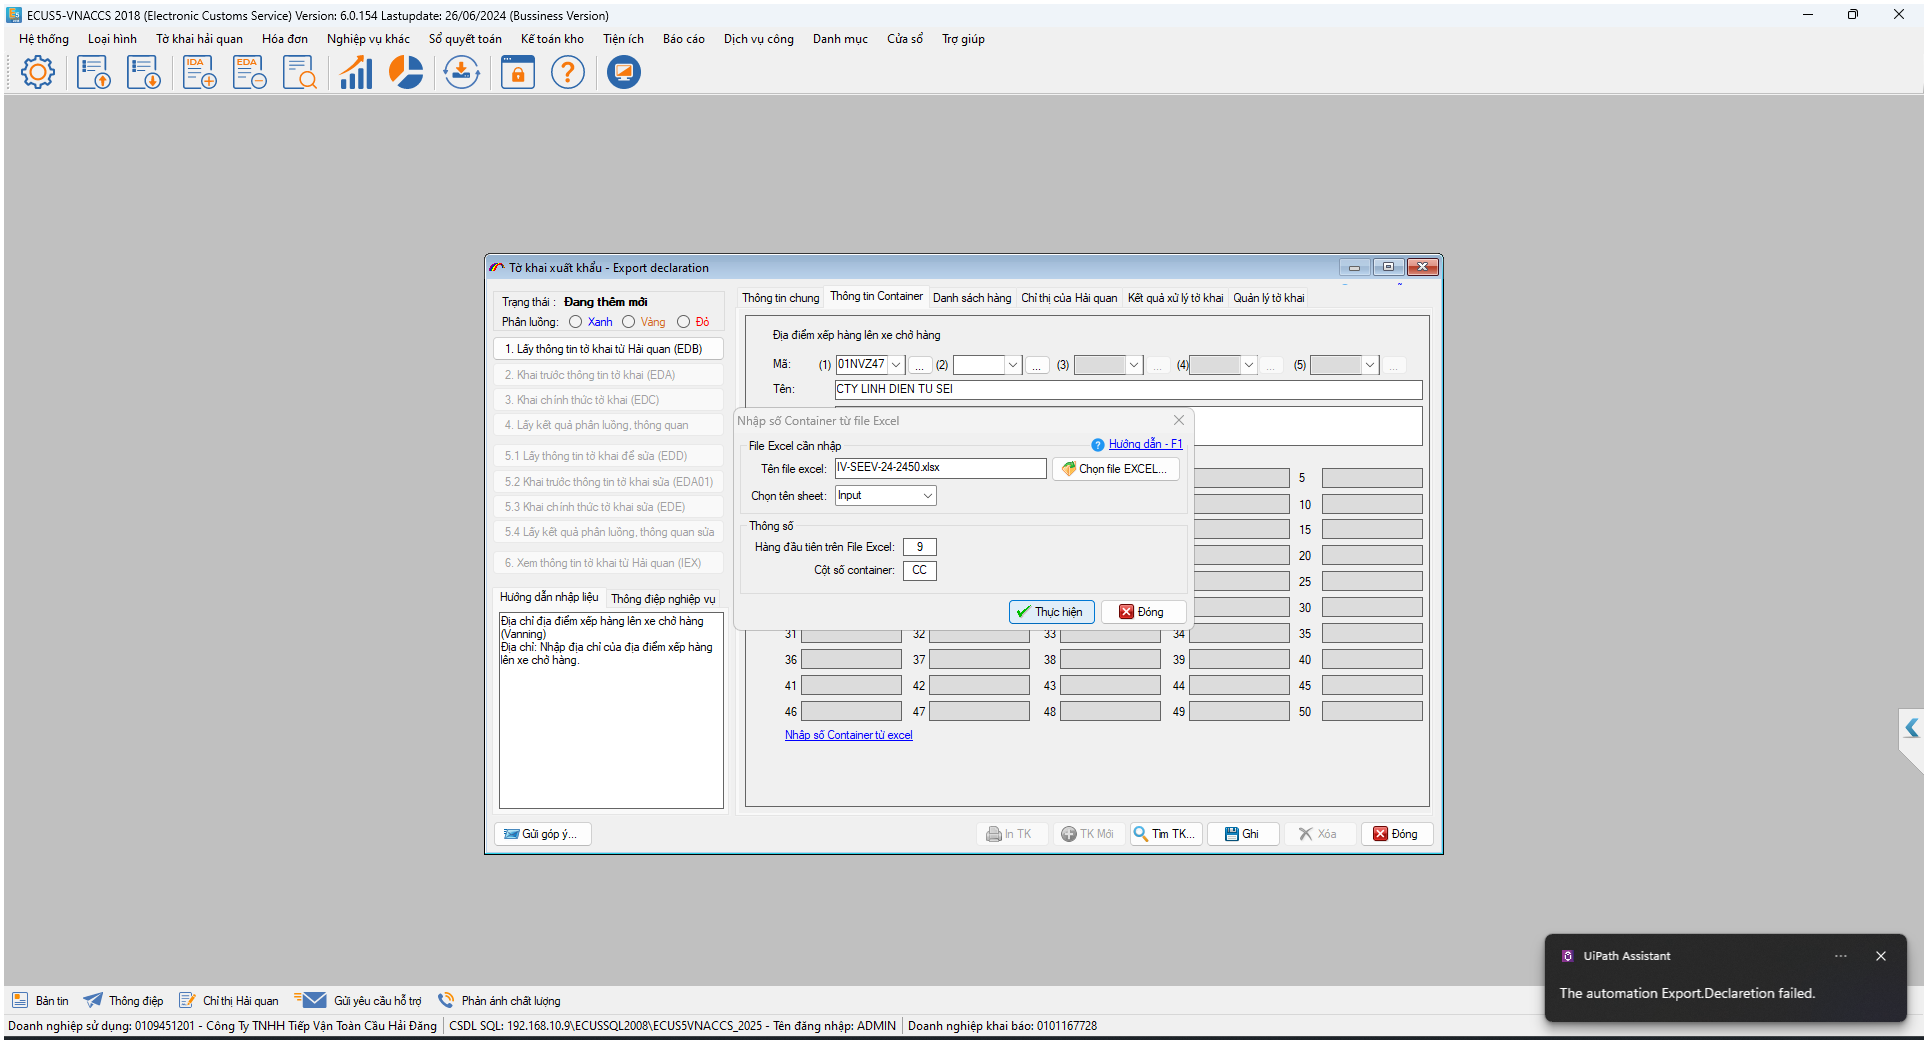 ECUS5-VNACCS 2018 (Electronic Customs Service) Version: 6.0.154 Lastupdate: 26/06/2024 (Bussiness Version)
Hệ thống Loại hình Tờ khai hải quan Hóa đơn Nghiệp vụ khác Sổ quyết toán Kế toán kho Tiện ích Báo cáo Dịch vụ công Danh mục Cửa sổ Trợ giúp
IDA EDA
Tờ khai xuất khẩu - Export declaration
Trạng thái : Đang thêm mới
Phân luồng: Xanh Vàng Đỏ
1. Lấy thông tin tờ khai từ Hải quan (EDB)
2. Khai trước thông tin tờ khai (EDA)
3. Khai chính thức tờ khai (EDC)
4. Lấy kết quả phân luồng, thông quan
5.1 Lấy thông tin tờ khai để sửa (EDD)
5.2 Khai trước thông tin tờ khai sửa (EDA01)
5.3 Khai chính thức tờ khai sửa (EDE)
5.4 Lấy kết quả phân luồng, thông quan sửa
6. Xem thông tin tờ khai từ Hải quan (IEX)
Hướng dẫn nhập liệu Thông điệp nghiệp vụ
Địa chỉ địa điểm xếp hàng lên xe chở hàng
(Vanning)
Địa chỉ: Nhập địa chỉ của địa điểm xếp hàng
lên xe chở hàng.
Gửi góp ý...
Thông tin chung Thông tin Container Danh sách hàng Chỉ thị của Hải quan Kết quả xử lý tờ khai Quản lý tờ khai
Địa điểm xếp hàng lên xe chở hàng
Mã: (1) 01NVZ47 ... (2) ... (3) ... (4) ... (5) ...
Tên: CTY LINH DIEN TU SEI
Nhập số Container từ file Excel
File Excel cần nhập Hướng dẫn - F1
Tên file excel: IV-SEEV-24-2450.xlsx Chọn file EXCEL...
Chọn tên sheet: Input
Thông số
Hàng đầu tiên trên File Excel: 9
Cột số container: CC
Thực hiện Đóng
5
10
15
20
25
30
31 32 33 34 35
36 37 38 39 40
41 42 43 44 45
46 47 48 49 50
Nhập số Container từ excel
In TK TK Mới Tìm TK... Ghi Xóa Đóng
UiPath Assistant
The automation Export.Declaretion failed.
Bản tin Thông điệp Chỉ thị Hải quan Gửi yêu cầu hỗ trợ Phản ánh chất lượng
Doanh nghiệp sử dụng: 0109451201 - Công Ty TNHH Tiếp Vận Toàn Cầu Hải Đăng CSDL SQL: 192.168.10.9\ECUSSQL2008\ECUS5VNACCS_2025 - Tên đăng nhập: ADMIN Doanh nghiệp khai báo: 0101167728